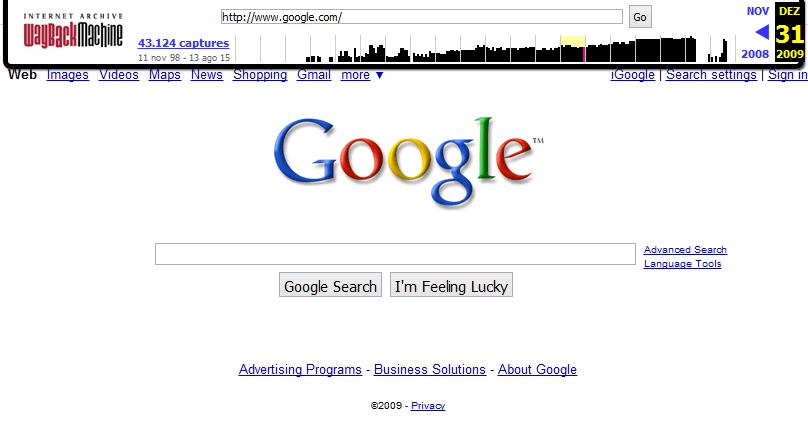 INTERNET ARCHIVE
WayBackMachine
http://www.google.com/ Go
43.124 captures
11 nov 98 - 13 ago 15
NOV DEZ
31
2008 2009
Web Images Videos Maps News Shopping Gmail more ▼ iGoogle | Search settings | Sign in
Google™
Advanced Search
Language Tools
Google Search I'm Feeling Lucky
Advertising Programs - Business Solutions - About Google
©2009 - Privacy